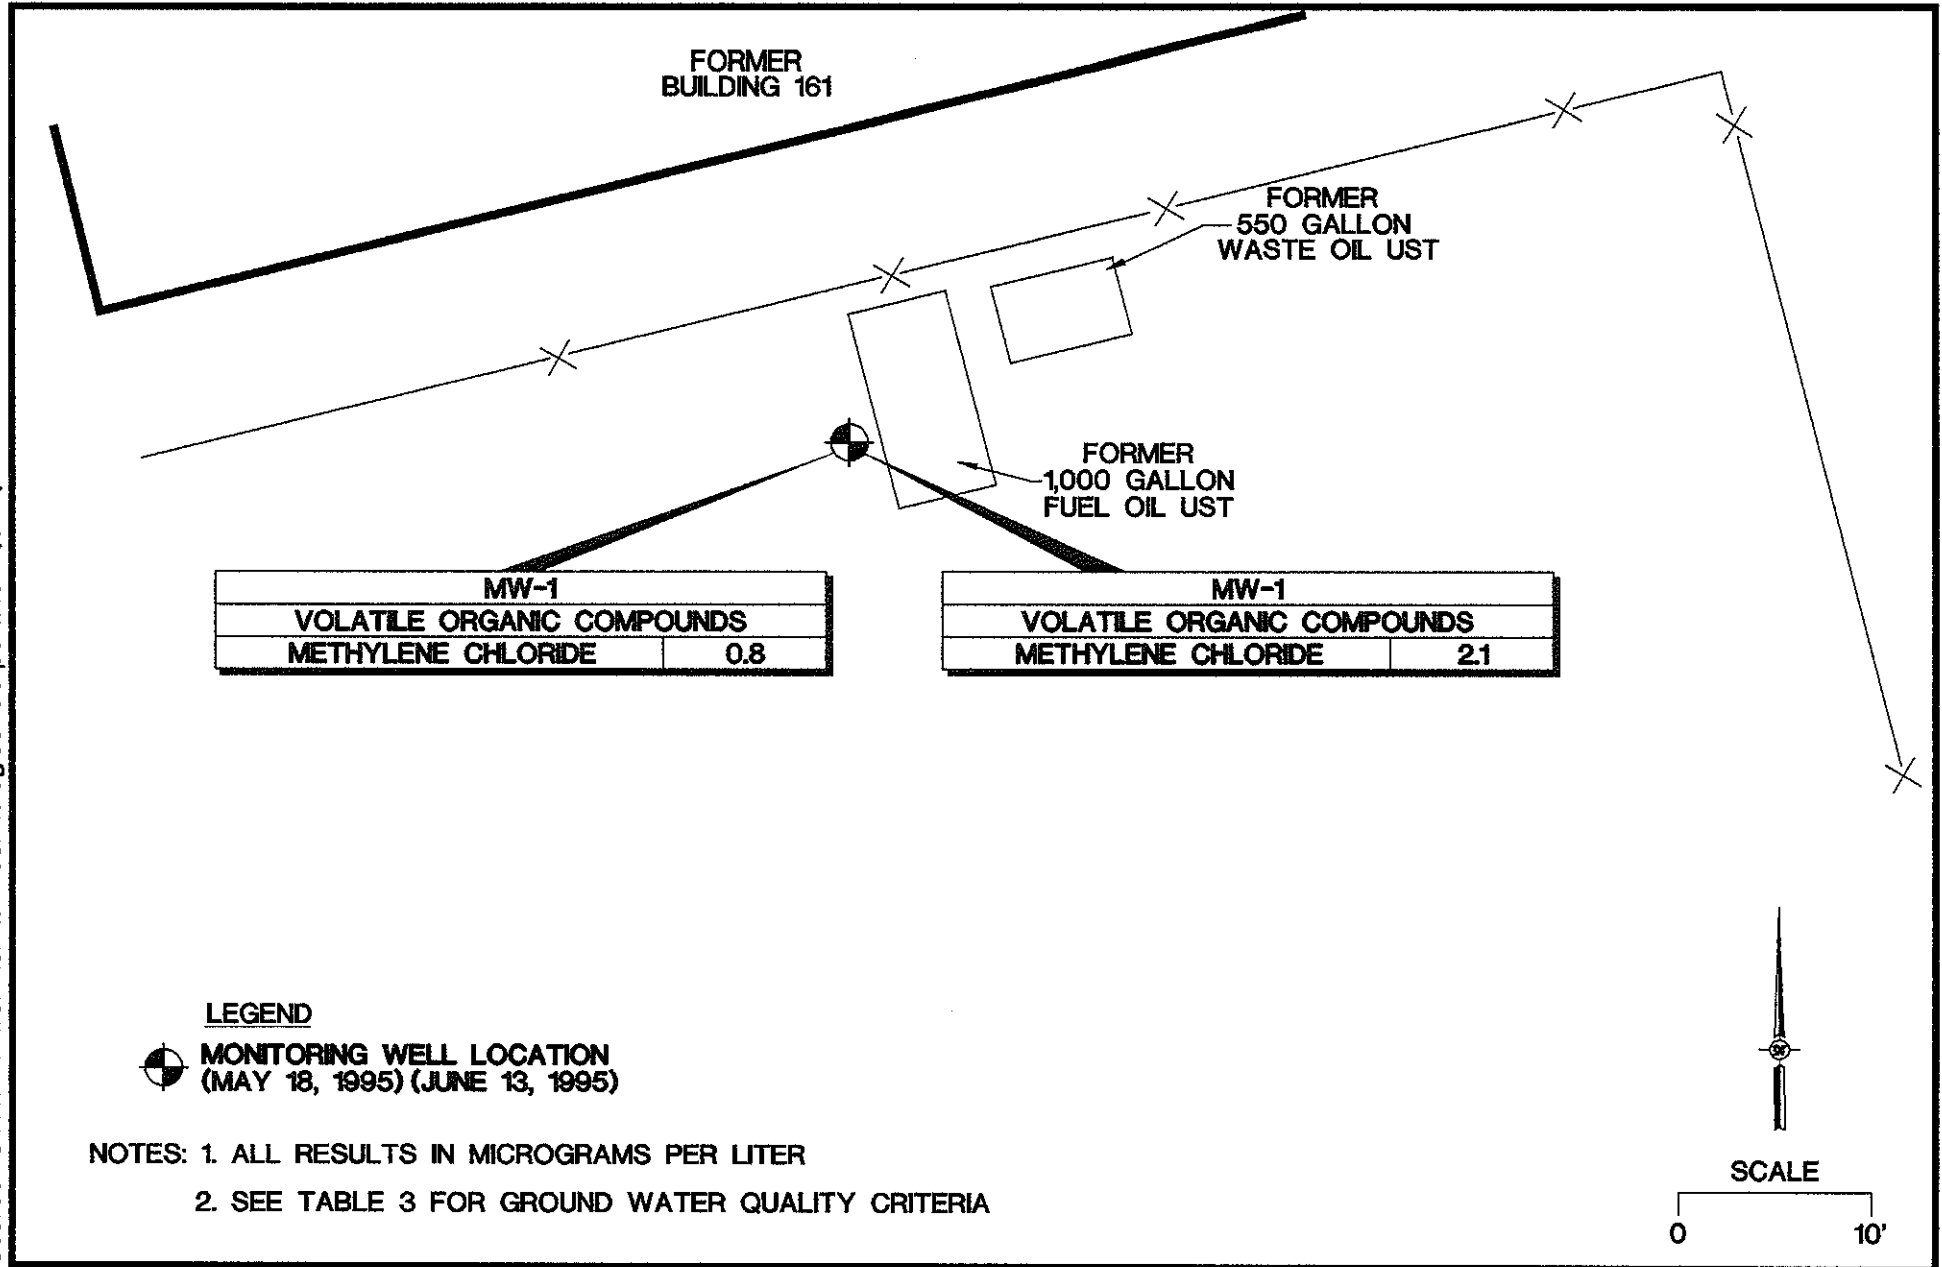 FORMER
BUILDING 161
FORMER
550 GALLON
WASTE OIL UST
FORMER
1,000 GALLON
FUEL OIL UST
MW-1
VOLATILE ORGANIC COMPOUNDS
METHYLENE CHLORIDE 0.8
MW-1
VOLATILE ORGANIC COMPOUNDS
METHYLENE CHLORIDE 2.1
LEGEND
MONITORING WELL LOCATION
(MAY 18, 1995) (JUNE 13, 1995)
NOTES: 1. ALL RESULTS IN MICROGRAMS PER LITER
2. SEE TABLE 3 FOR GROUND WATER QUALITY CRITERIA
SCALE
0 10'